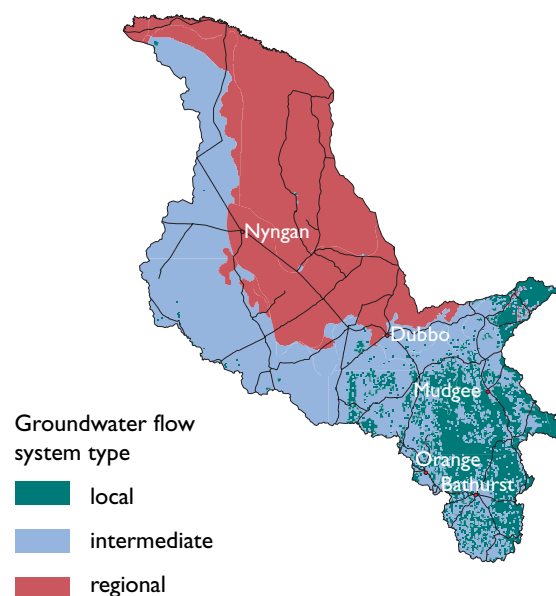 Nyngan
Dubbo
Mudgee
Orange
Bathurst
Groundwater flow
system type
local
intermediate
regional